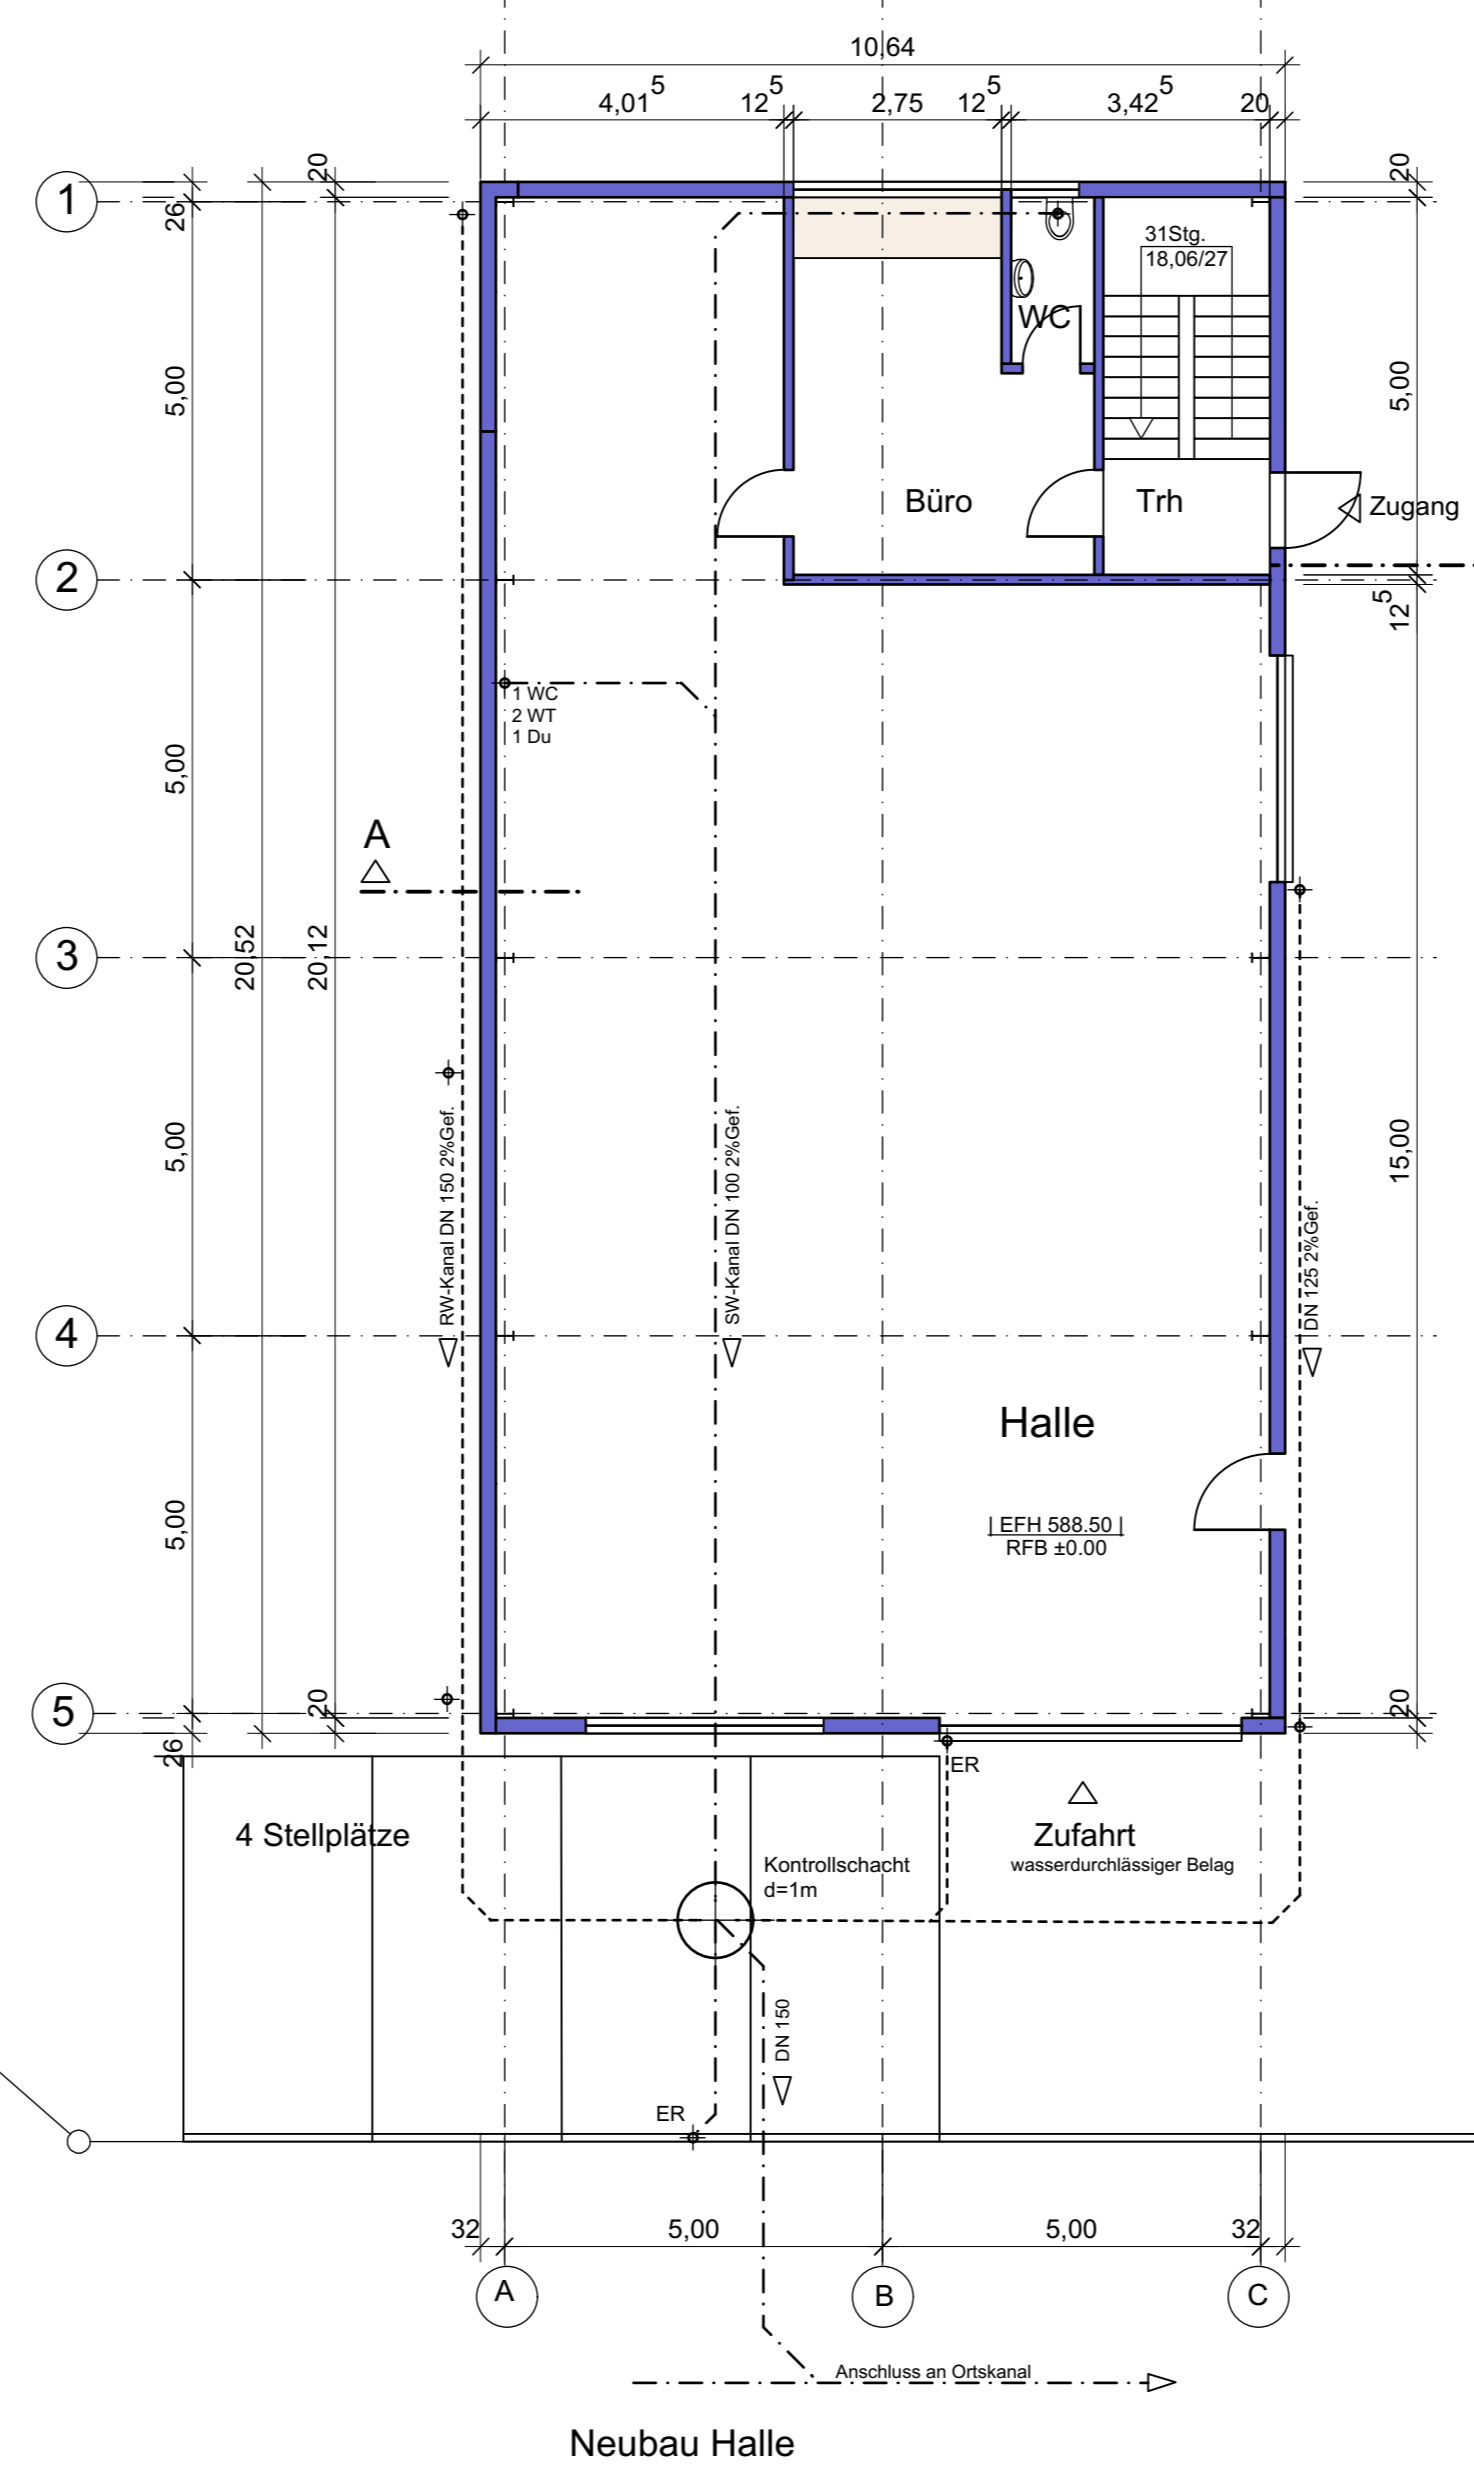 10,64
4,01⁵ 12⁵ 2,75 12⁵ 3,42⁵ 20
20 20
1
26
31Stg.
18,06/27
WC
5,00 5,00
Büro Trh Zugang
2
12⁵
1 WC
2 WT
1 Du
5,00
A
3
20,52 20,12
5,00 15,00
RW-Kanal DN 150 2%Gef. SW-Kanal DN 100 2%Gef. DN 125 2%Gef.
4
Halle
5,00
EFH 588.50
RFB ±0.00
20 20
5
26
ER
4 Stellplätze Zufahrt
wasserdurchlässiger Belag
Kontrollschacht
d=1m
DN 150
ER
32 5,00 5,00 32
A B C
Anschluss an Ortskanal
Neubau Halle